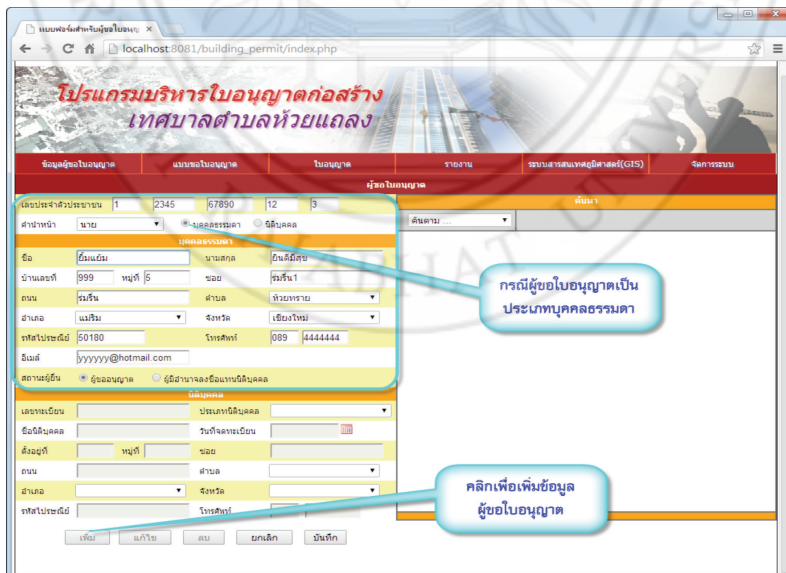 แบบฟอร์มสำหรับผู้ขอใบอนุญ ×
localhost:8081/building_permit/index.php
โปรแกรมบริหารใบอนุญาตก่อสร้าง
เทศบาลตำบลห้วยแถลง
ข้อมูลผู้ขอใบอนุญาต แบบขอใบอนุญาต ใบอนุญาต รายงาน ระบบสารสนเทศภูมิศาสตร์(GIS) จัดการระบบ
ผู้ขอใบอนุญาต
เลขประจำตัวประชาชน 1 2345 67890 12 3
ค้นหา
คำนำหน้า นาย บุคคลธรรมดา นิติบุคคล
ค้นตาม ...
บุคคลธรรมดา
ชื่อ ยิ้มแย้ม นามสกุล ยินดีมีสุข
บ้านเลขที่ 999 หมู่ที่ 5 ซอย ร่มรื่น1
ถนน ร่มรื่น ตำบล ห้วยทราย
อำเภอ แม่ริม จังหวัด เชียงใหม่
รหัสไปรษณีย์ 50180 โทรศัพท์ 089 4444444
อีเมล์ yyyyyy@hotmail.com
สถานะผู้ยื่น ผู้ขออนุญาต ผู้มีอำนาจลงชื่อแทนนิติบุคคล
กรณีผู้ขอใบอนุญาตเป็น
ประเภทบุคคลธรรมดา
นิติบุคคล
เลขทะเบียน ประเภทนิติบุคคล
ชื่อนิติบุคคล วันที่จดทะเบียน
ตั้งอยู่ที่ หมู่ที่ ซอย
ถนน ตำบล
อำเภอ จังหวัด
รหัสไปรษณีย์ โทรศัพท์
คลิกเพื่อเพิ่มข้อมูล
ผู้ขอใบอนุญาต
เพิ่ม แก้ไข ลบ ยกเลิก บันทึก